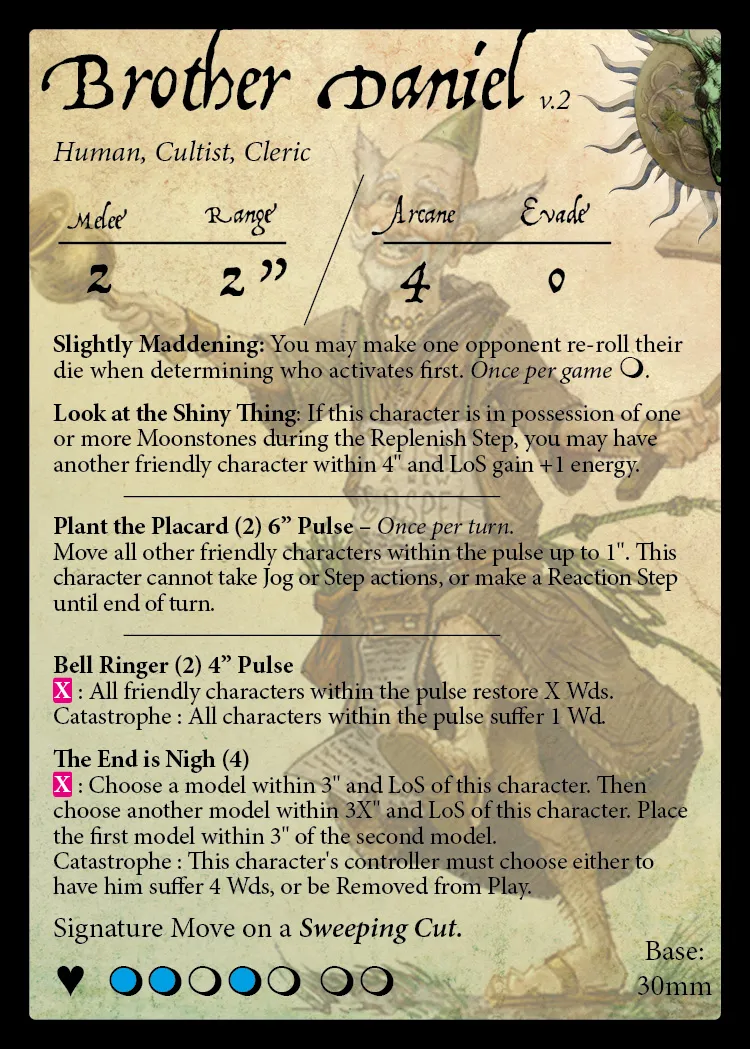 Brother Daniel v.2
Human, Cultist, Cleric
Melee Range Arcane Evade
2 2” 4 0
Slightly Maddening: You may make one opponent re-roll their
die when determining who activates first. Once per game .
Look at the Shiny Thing: If this character is in possession of one
or more Moonstones during the Replenish Step, you may have
another friendly character within 4" and LoS gain +1 energy.
Plant the Placard (2) 6” Pulse – Once per turn.
Move all other friendly characters within the pulse up to 1". This
character cannot take Jog or Step actions, or make a Reaction Step
until end of turn.
Bell Ringer (2) 4” Pulse
X : All friendly characters within the pulse restore X Wds.
Catastrophe : All characters within the pulse suffer 1 Wd.
The End is Nigh (4)
X : Choose a model within 3" and LoS of this character. Then
choose another model within 3X" and LoS of this character. Place
the first model within 3" of the second model.
Catastrophe : This character's controller must choose either to
have him suffer 4 Wds, or be Removed from Play.
Signature Move on a Sweeping Cut.
Base:
30mm